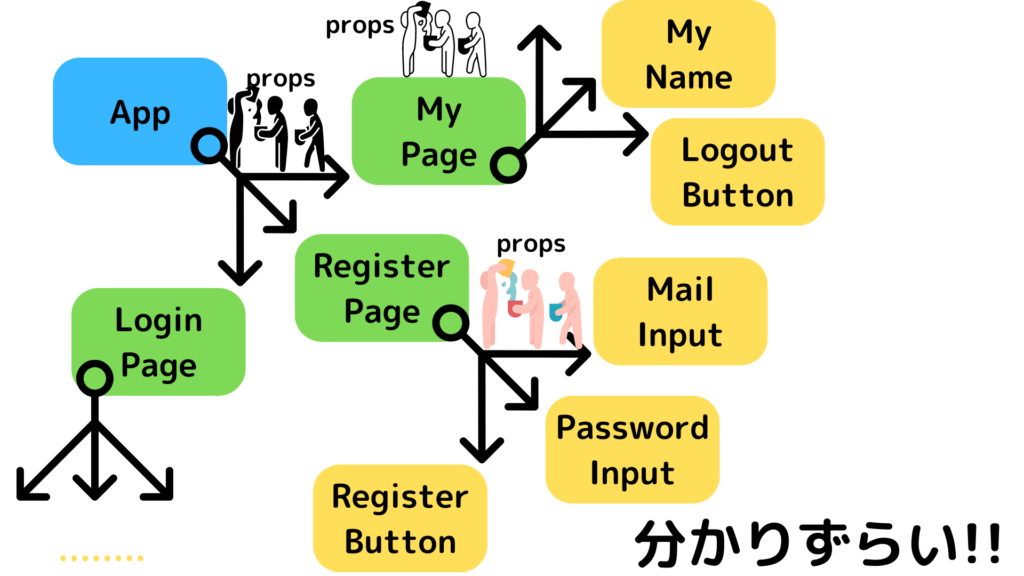 props
My
Name
App
props
My
Page
Logout
Button
Register
Page
props
Mail
Input
Login
Page
Password
Input
Register
Button
分かりずらい!!